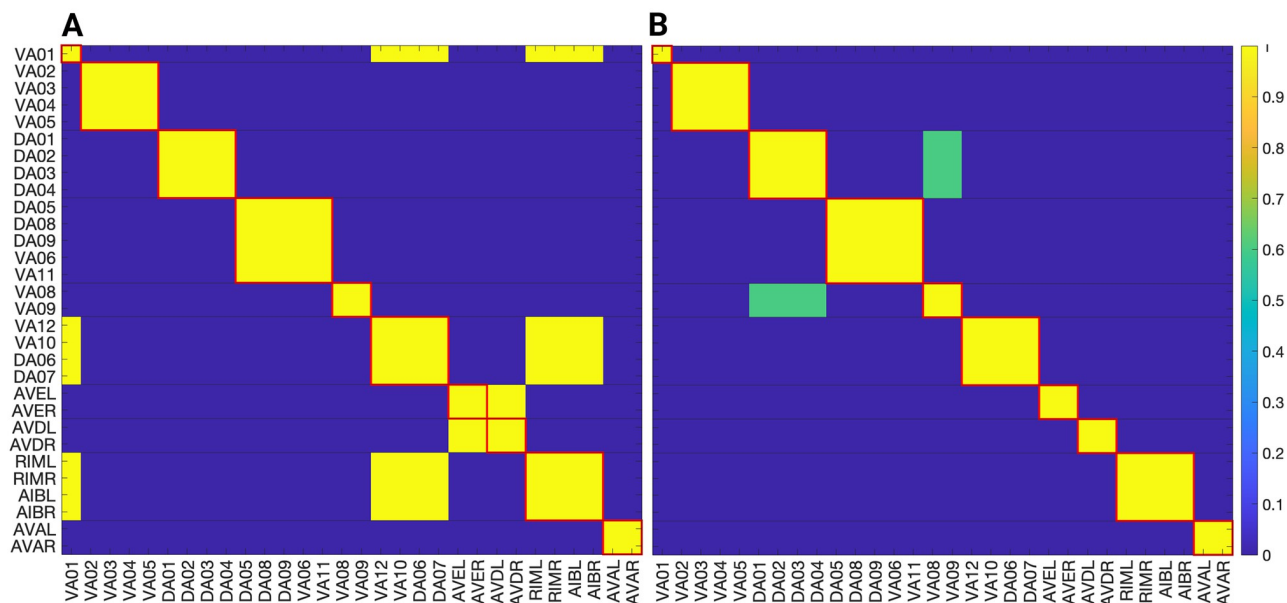 A
B
VA01
VA02
VA03
VA04
VA05
DA01
DA02
DA03
DA04
DA05
DA08
DA09
VA06
VA11
VA08
VA09
VA12
VA10
DA06
DA07
AVEL
AVER
AVDL
AVDR
RIML
RIMR
AIBL
AIBR
AVAL
AVAR
VA01 VA02 VA03 VA04 VA05 DA01 DA02 DA03 DA04 DA05 DA08 DA09 VA06 VA11 VA08 VA09 VA12 VA10 DA06 DA07 AVEL AVER AVDL AVDR RIML RIMR AIBL AIBR AVAL AVAR
VA01 VA02 VA03 VA04 VA05 DA01 DA02 DA03 DA04 DA05 DA08 DA09 VA06 VA11 VA08 VA09 VA12 VA10 DA06 DA07 AVEL AVER AVDL AVDR RIML RIMR AIBL AIBR AVAL AVAR
1
0.9
0.8
0.7
0.6
0.5
0.4
0.3
0.2
0.1
0